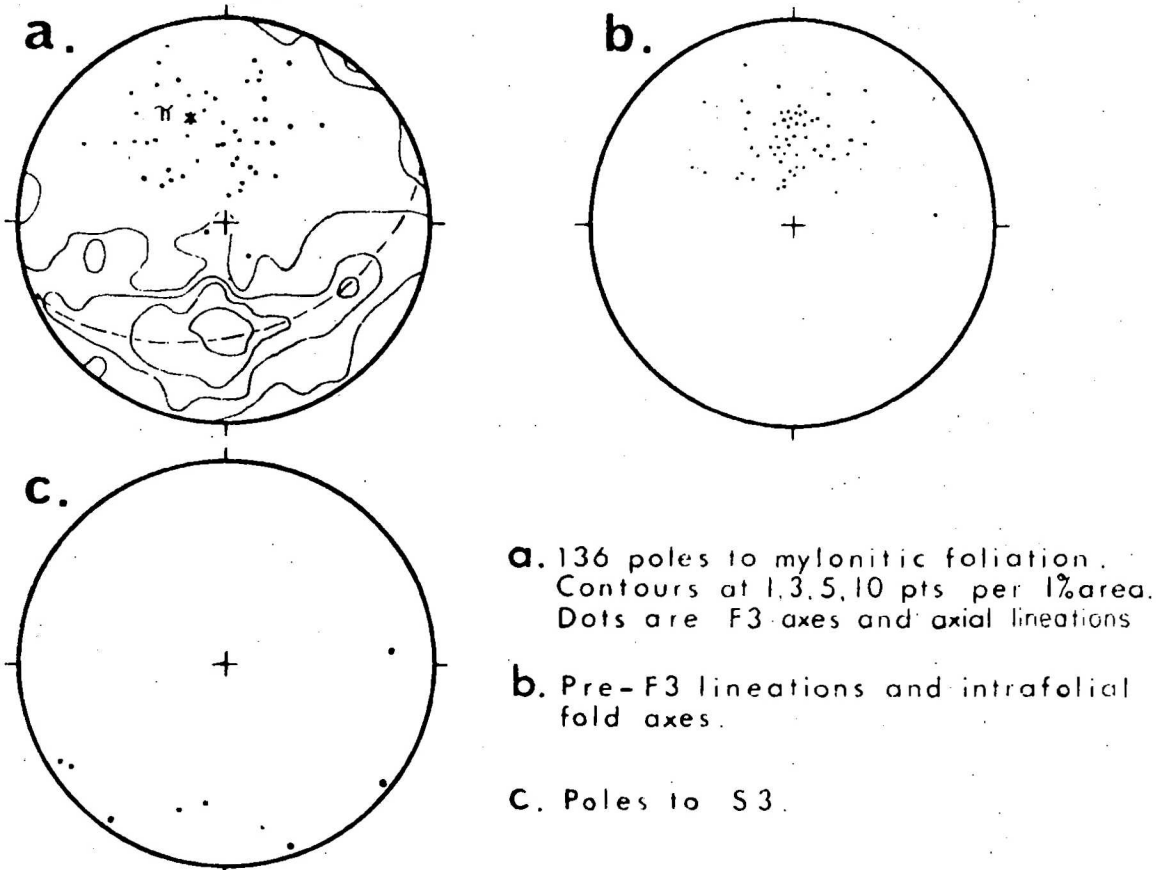 a.
b.
π
c.
a. 136 poles to mylonitic foliation.
Contours at 1,3,5,10 pts per 1% area.
Dots are F3 axes and axial lineations
b. Pre-F3 lineations and intrafolial
fold axes.
c. Poles to S3.